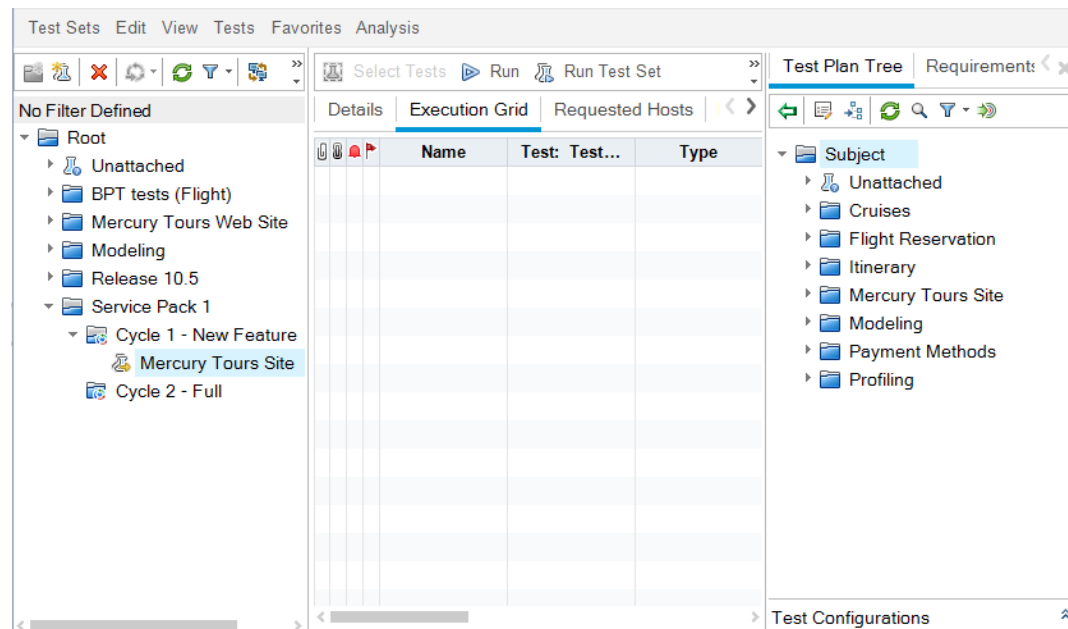 Test Sets Edit View Tests Favorites Analysis
Select Tests Run Run Test Set
Test Plan Tree Requirements
No Filter Defined
Details Execution Grid Requested Hosts
Name Test: Test... Type
Root
Unattached
BPT tests (Flight)
Mercury Tours Web Site
Modeling
Release 10.5
Service Pack 1
Cycle 1 - New Feature
Mercury Tours Site
Cycle 2 - Full
Subject
Unattached
Cruises
Flight Reservation
Itinerary
Mercury Tours Site
Modeling
Payment Methods
Profiling
Test Configurations